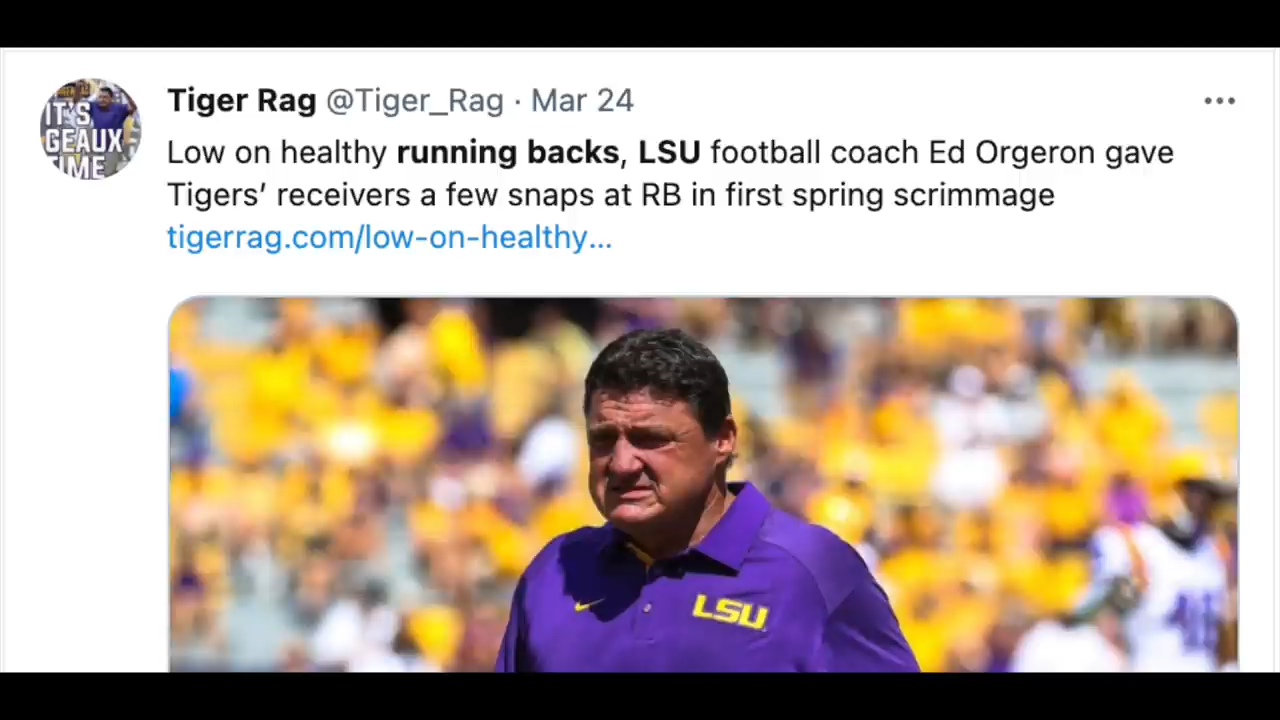 IT'S
GEAUX
TIME
Tiger Rag @Tiger_Rag · Mar 24
Low on healthy running backs, LSU football coach Ed Orgeron gave
Tigers’ receivers a few snaps at RB in first spring scrimmage
tigerrag.com/low-on-healthy...
LSU